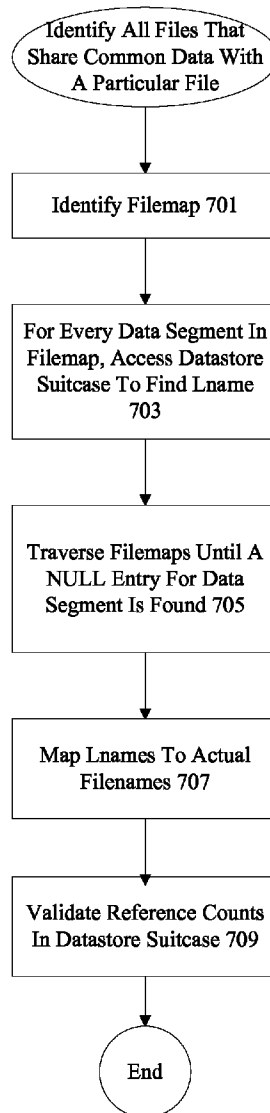 Identify All Files That
Share Common Data With
A Particular File
Identify Filemap 701
For Every Data Segment In
Filemap, Access Datastore
Suitcase To Find Lname
703
Traverse Filemaps Until A
NULL Entry For Data
Segment Is Found 705
Map Lnames To Actual
Filenames 707
Validate Reference Counts
In Datastore Suitcase 709
End